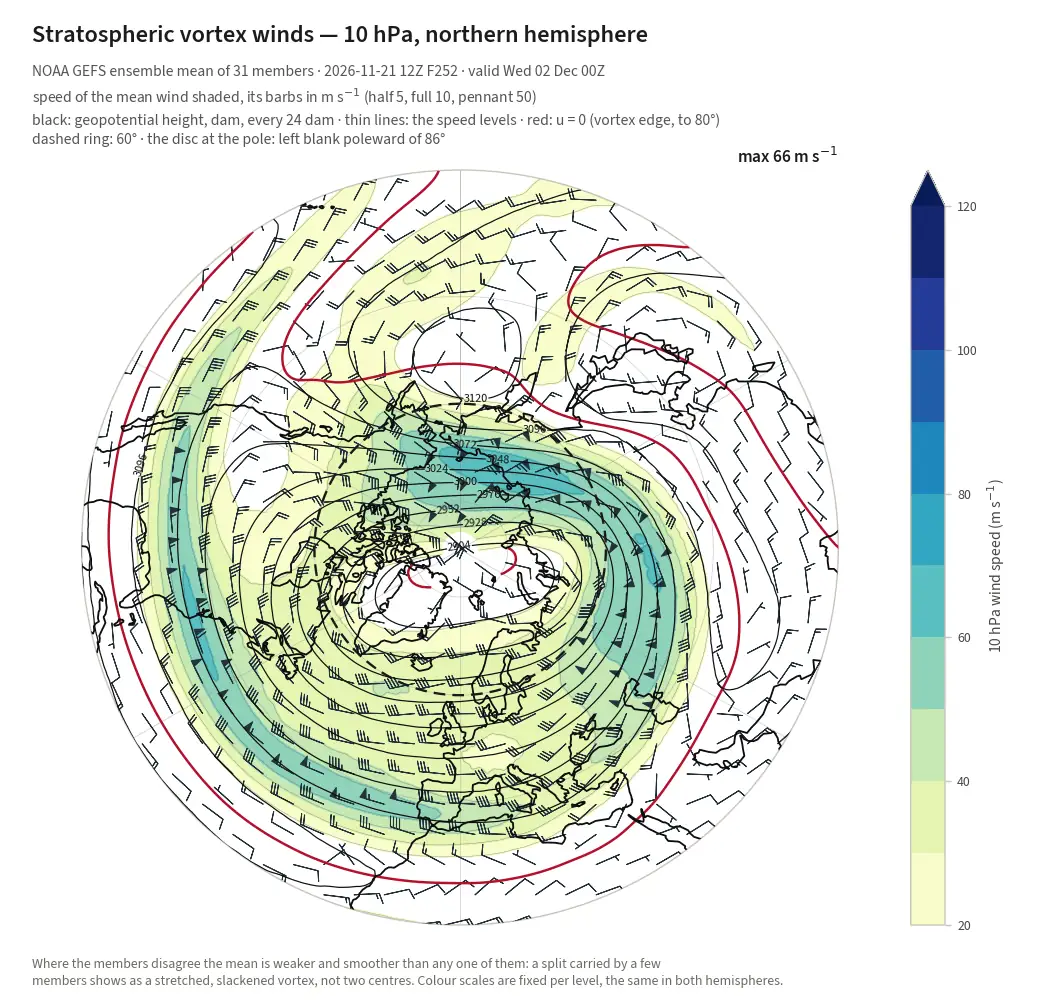 Stratospheric vortex winds — 10 hPa, northern hemisphere
NOAA GEFS ensemble mean of 31 members · 2026-11-21 12Z F252 · valid Wed 02 Dec 00Z
speed of the mean wind shaded, its barbs in m s⁻¹ (half 5, full 10, pennant 50)
black: geopotential height, dam, every 24 dam · thin lines: the speed levels · red: u = 0 (vortex edge, to 80°)
dashed ring: 60° · the disc at the pole: left blank poleward of 86°
max 66 m s⁻¹
120
100
80
60
40
20
10 hPa wind speed (m s⁻¹)
3120
3096
3072
3048
3024
3000
2976
2952
2928
2904
3096
Where the members disagree the mean is weaker and smoother than any one of them: a split carried by a few
members shows as a stretched, slackened vortex, not two centres. Colour scales are fixed per level, the same in both hemispheres.